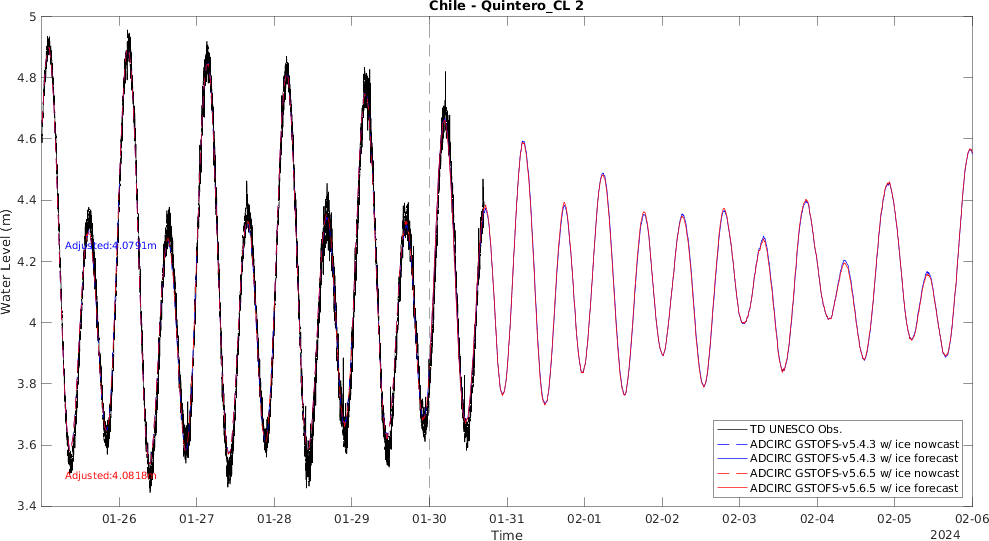 Chile - Quintero_CL 2
Water Level (m)
5
4.8
4.6
4.4
4.2
4
3.8
3.6
3.4
Adjusted:4.0791m
Adjusted:4.0818m
TD UNESCO Obs.
ADCIRC GSTOFS-v5.4.3 w/ ice nowcast
ADCIRC GSTOFS-v5.4.3 w/ ice forecast
ADCIRC GSTOFS-v5.6.5 w/ ice nowcast
ADCIRC GSTOFS-v5.6.5 w/ ice forecast
01-26 01-27 01-28 01-29 01-30 01-31 02-01 02-02 02-03 02-04 02-05 02-06
Time
2024